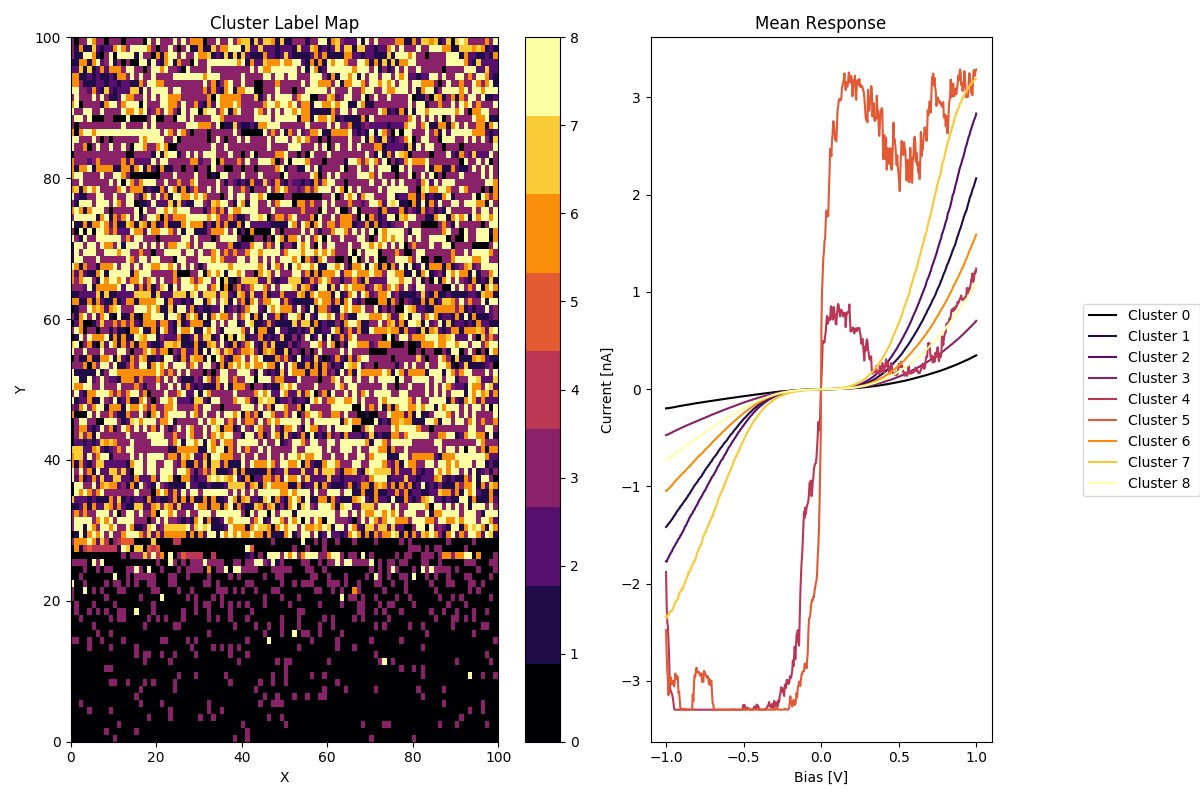 Cluster Label Map
Y
100
80
60
40
20
0
0 20 40 60 80 100
X
8
7
6
5
4
3
2
1
0
Mean Response
Current [nA]
3
2
1
0
−1
−2
−3
−1.0 −0.5 0.0 0.5 1.0
Bias [V]
Cluster 0
Cluster 1
Cluster 2
Cluster 3
Cluster 4
Cluster 5
Cluster 6
Cluster 7
Cluster 8